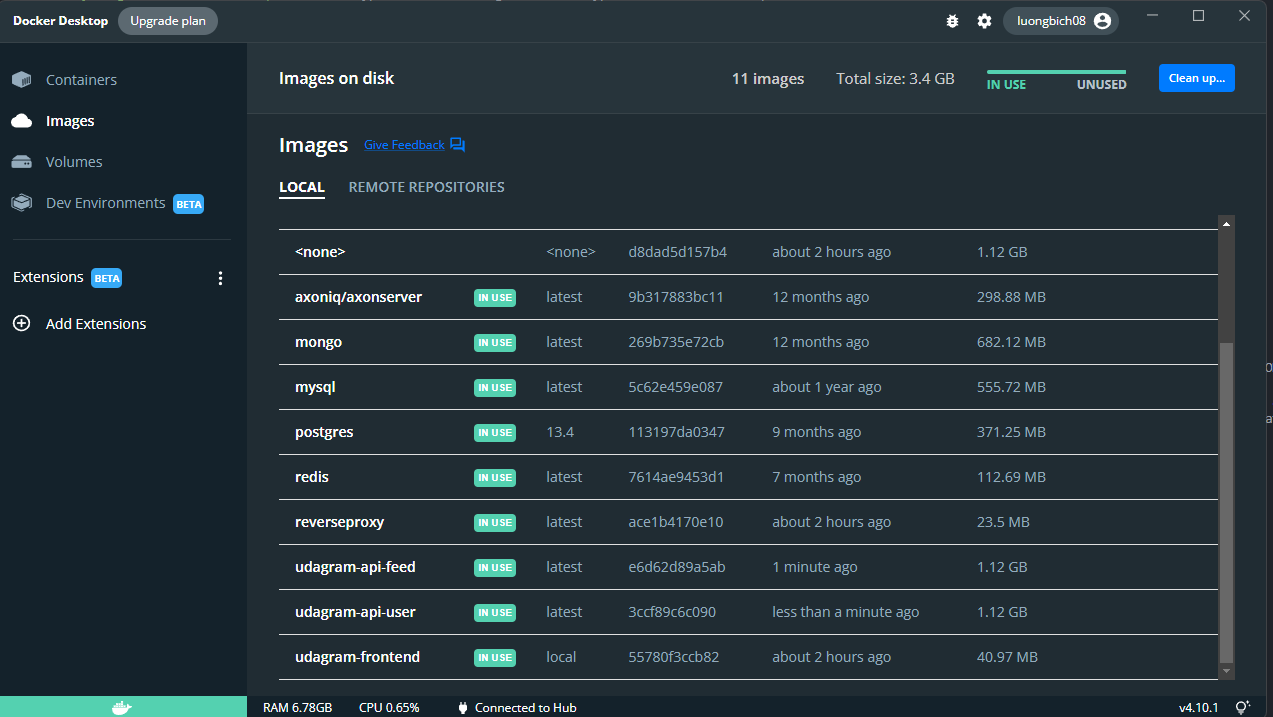 Docker Desktop Upgrade plan luongbich08
Containers
Images
Volumes
Dev Environments BETA
Extensions BETA
Add Extensions
Images on disk 11 images Total size: 3.4 GB IN USE UNUSED Clean up...
Images Give Feedback
LOCAL REMOTE REPOSITORIES
<none> <none> d8dad5d157b4 about 2 hours ago 1.12 GB
axoniq/axonserver IN USE latest 9b317883bc11 12 months ago 298.88 MB
mongo IN USE latest 269b735e72cb 12 months ago 682.12 MB
mysql IN USE latest 5c62e459e087 about 1 year ago 555.72 MB
postgres IN USE 13.4 113197da0347 9 months ago 371.25 MB
redis IN USE latest 7614ae9453d1 7 months ago 112.69 MB
reverseproxy IN USE latest ace1b4170e10 about 2 hours ago 23.5 MB
udagram-api-feed IN USE latest e6d62d89a5ab 1 minute ago 1.12 GB
udagram-api-user IN USE latest 3ccf89c6c090 less than a minute ago 1.12 GB
udagram-frontend IN USE local 55780f3ccb82 about 2 hours ago 40.97 MB
RAM 6.78GB CPU 0.65% Connected to Hub v4.10.1